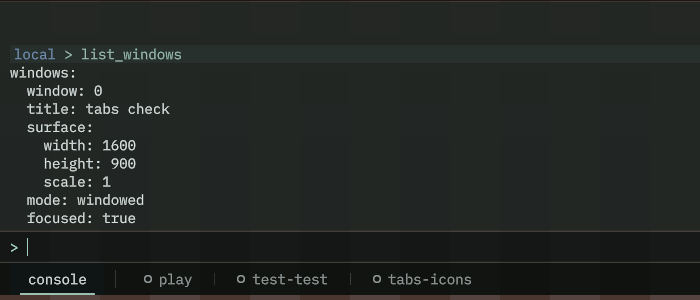 local > list_windows
windows:
  window: 0
  title: tabs check
  surface:
    width: 1600
    height: 900
    scale: 1
  mode: windowed
  focused: true
>
console play test-test tabs-icons